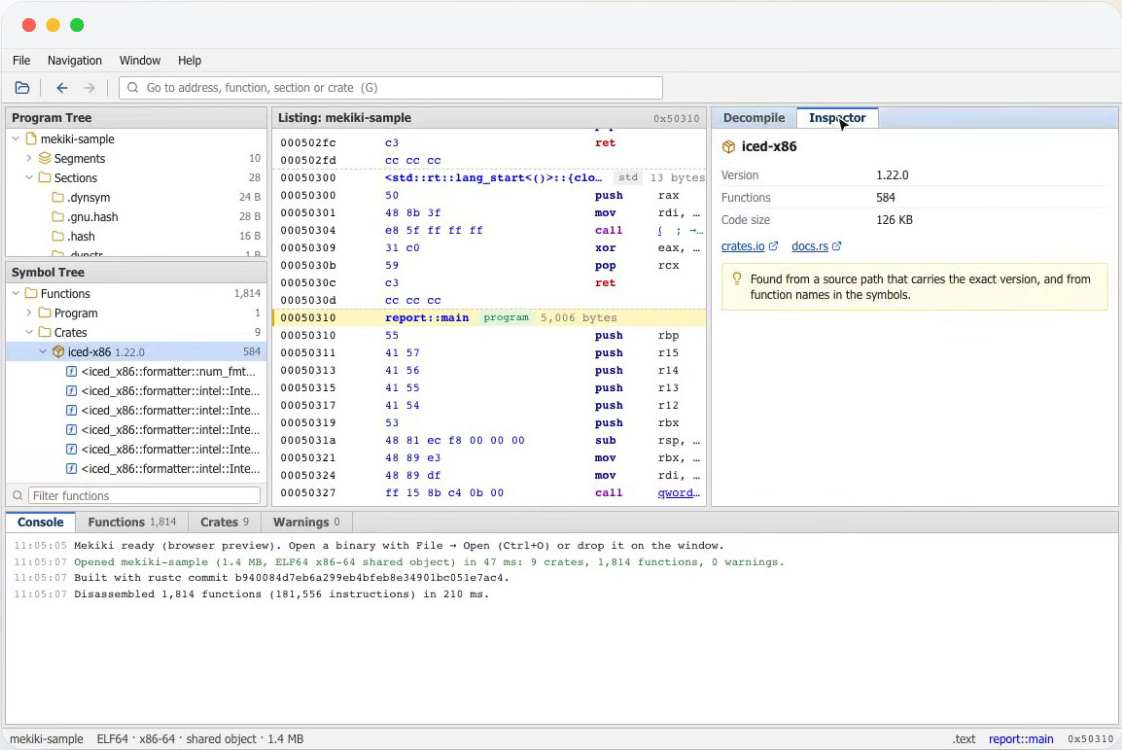 File Navigation Window Help
Go to address, function, section or crate (G)
Program Tree
mekiki-sample
Segments 10
Sections 28
.dynsym 24 B
.gnu.hash 28 B
.hash 16 B
.dynstr 1 B
Symbol Tree
Functions 1,814
Program 1
Crates 9
iced-x86 1.22.0 584
<iced_x86::formatter::num_fmt...
<iced_x86::formatter::intel::Inte...
<iced_x86::formatter::intel::Inte...
<iced_x86::formatter::intel::Inte...
<iced_x86::formatter::intel::Inte...
<iced_x86::formatter::intel::Inte...
Filter functions
Listing: mekiki-sample 0x50310
000502fc c3 ret
000502fd cc cc cc
00050300 <std::rt::lang_start<()>::{clo… std 13 bytes
00050300 50 push rax
00050301 48 8b 3f mov rdi, …
00050304 e8 5f ff ff ff call ; →…
00050309 31 c0 xor eax, …
0005030b 59 pop rcx
0005030c c3 ret
0005030d cc cc cc
00050310 report::main program 5,006 bytes
00050310 55 push rbp
00050311 41 57 push r15
00050313 41 56 push r14
00050315 41 55 push r13
00050317 41 54 push r12
00050319 53 push rbx
0005031a 48 81 ec f8 00 00 00 sub rsp, …
00050321 48 89 e3 mov rbx, …
00050324 48 89 df mov rdi, …
00050327 ff 15 8b c4 0b 00 call qword…
Decompile Inspector
iced-x86
Version 1.22.0
Functions 584
Code size 126 KB
crates.io docs.rs
Found from a source path that carries the exact version, and from
function names in the symbols.
Console Functions 1,814 Crates 9 Warnings 0
11:05:05 Mekiki ready (browser preview). Open a binary with File → Open (Ctrl+O) or drop it on the window.
11:05:07 Opened mekiki-sample (1.4 MB, ELF64 x86-64 shared object) in 47 ms: 9 crates, 1,814 functions, 0 warnings.
11:05:07 Built with rustc commit b940084d7eb6a299eb4bfeb8e34901bc051e7ac4.
11:05:07 Disassembled 1,814 functions (181,556 instructions) in 210 ms.
mekiki-sample ELF64 · x86-64 · shared object · 1.4 MB .text report::main 0x50310